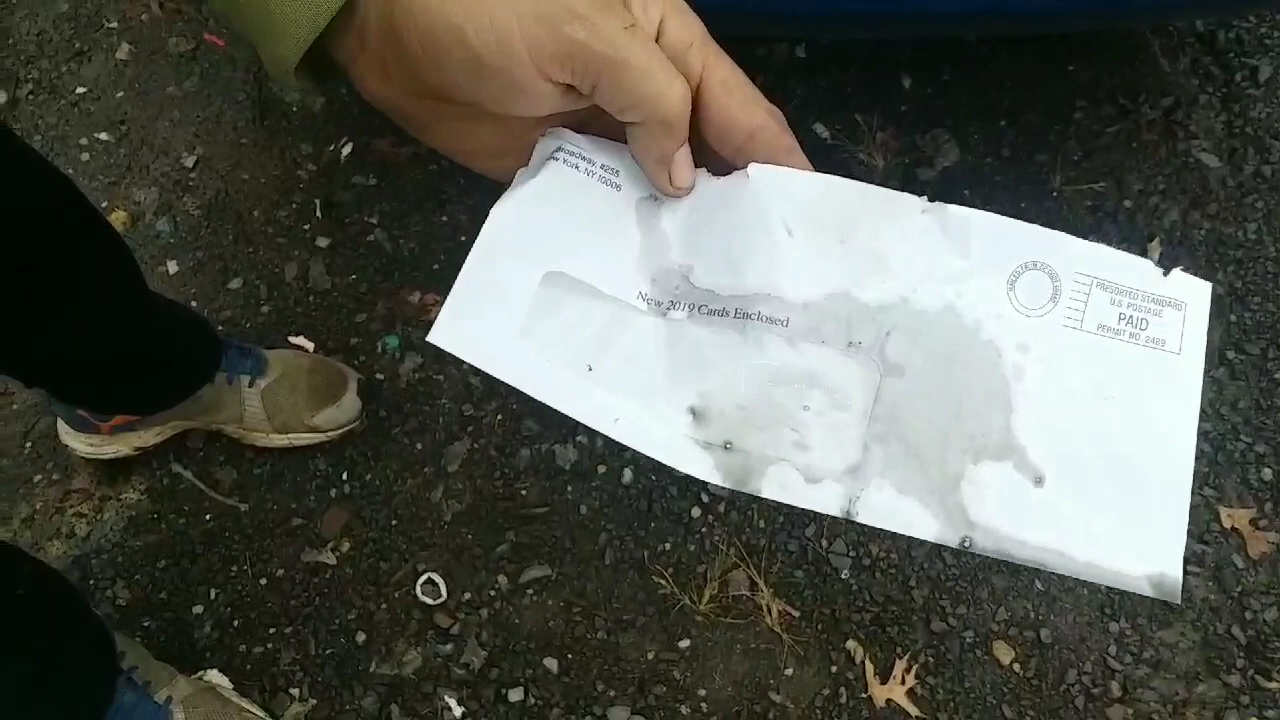 Broadway, #255
New York, NY 10006
New 2019 Cards Enclosed
PRESORTED STANDARD
U.S. POSTAGE
PAID
PERMIT NO. 2489